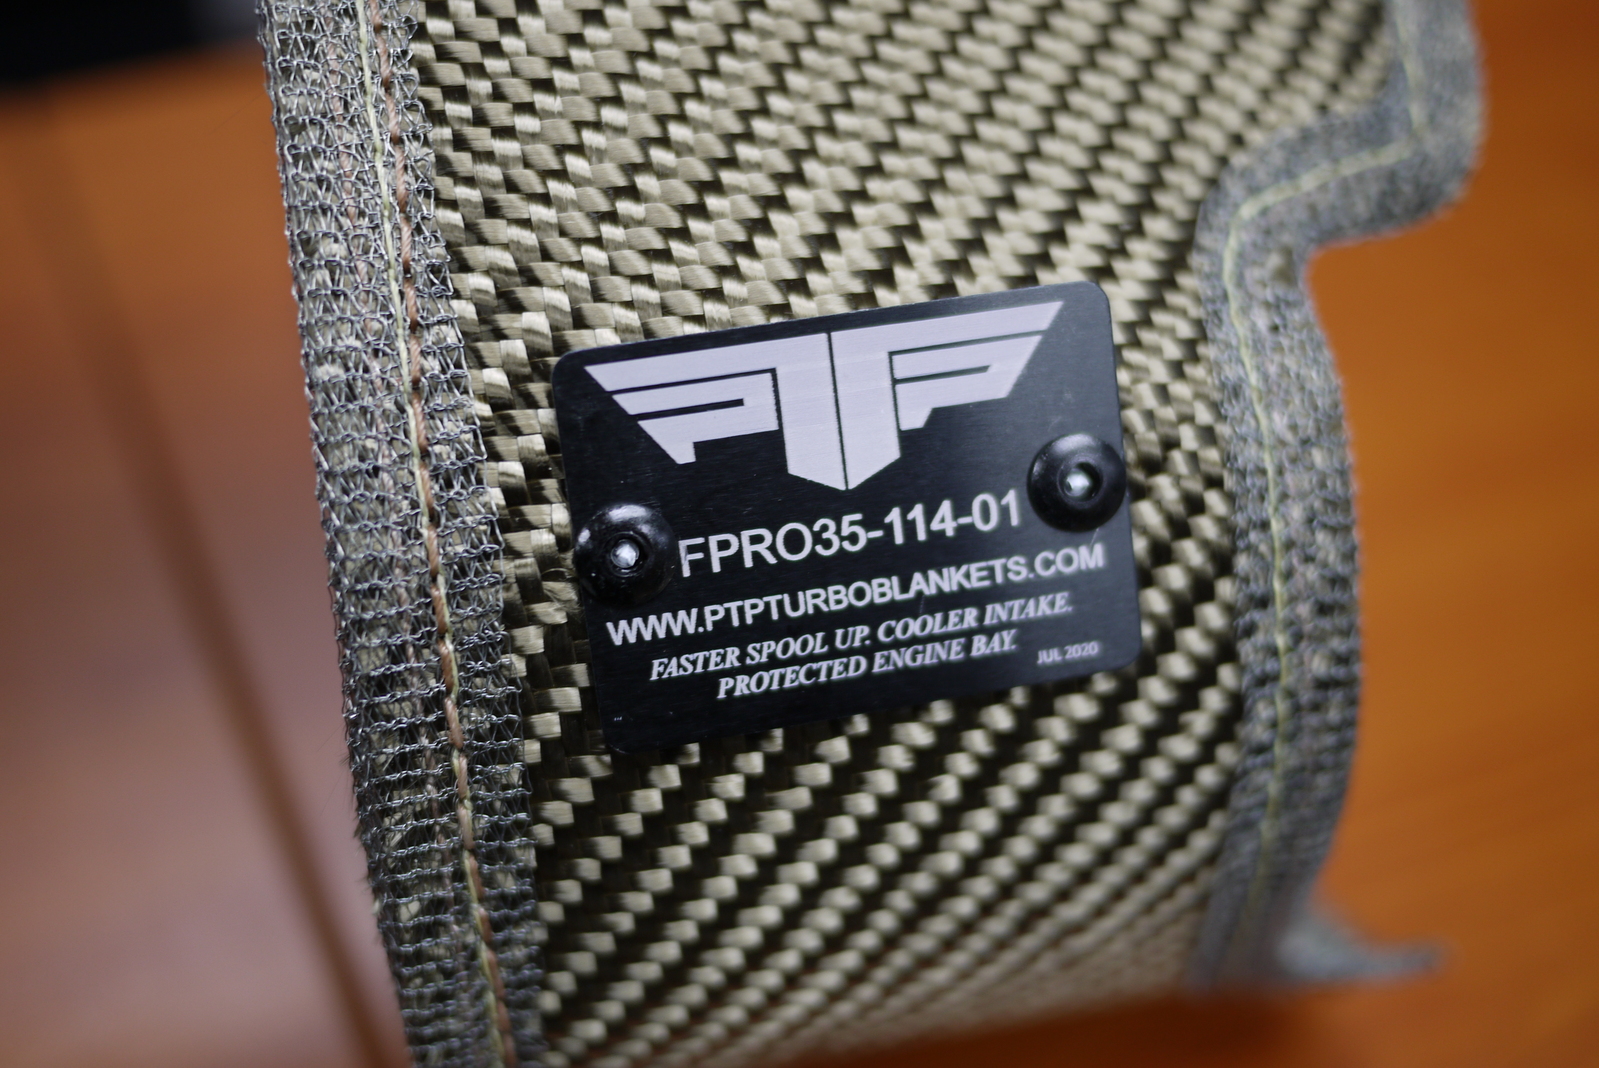 PTP
FPRO35-114-01
WWW.PTPTURBOBLANKETS.COM
FASTER SPOOL UP. COOLER INTAKE.
PROTECTED ENGINE BAY.
JUL 2020